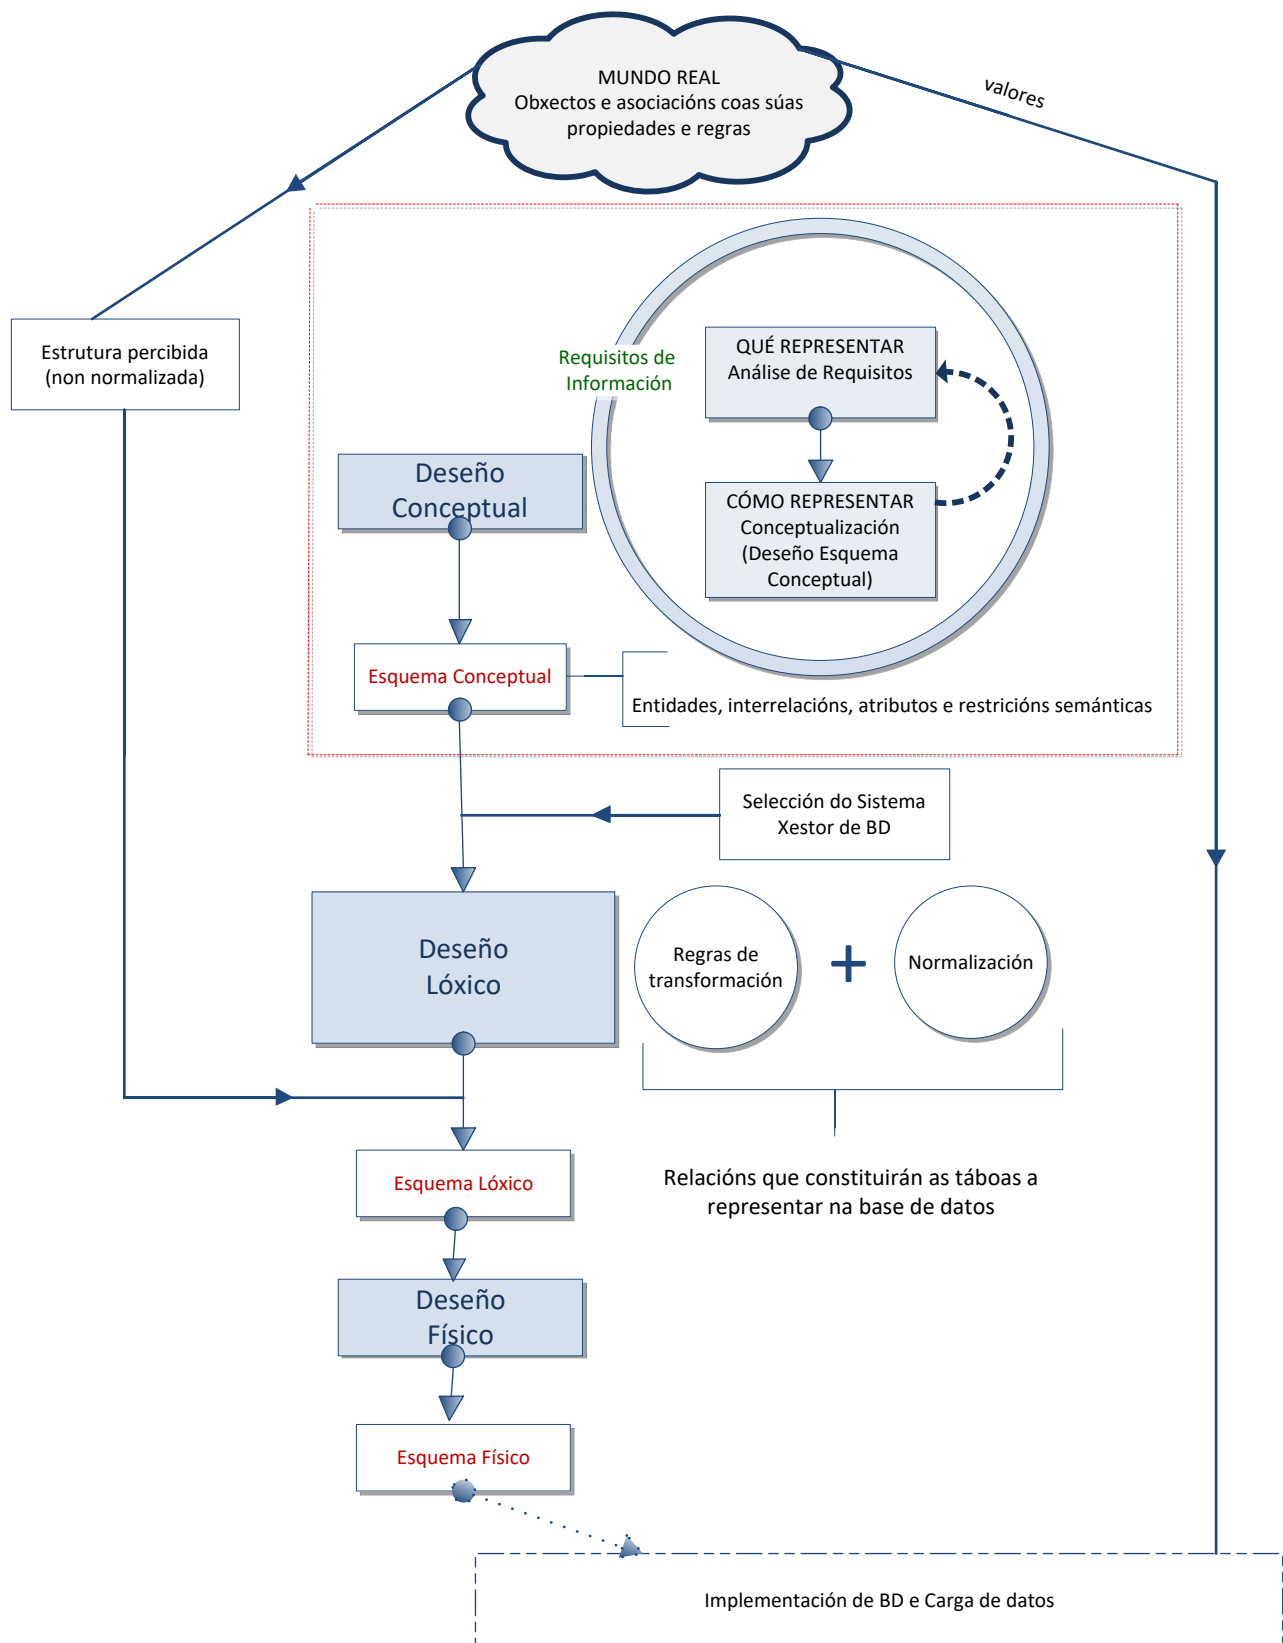 MUNDO REAL
Obxectos e asociacións coas súas
propiedades e regras
valores
Estrutura percibida
(non normalizada)
Requisitos de
Información
QUÉ REPRESENTAR
Análise de Requisitos
CÓMO REPRESENTAR
Conceptualización
(Deseño Esquema
Conceptual)
Deseño
Conceptual
Esquema Conceptual
Entidades, interrelacións, atributos e restricións semánticas
Selección do Sistema
Xestor de BD
Deseño
Lóxico
Regras de
transformación
+
Normalización
Esquema Lóxico
Relacións que constituirán as táboas a
representar na base de datos
Deseño
Físico
Esquema Físico
Implementación de BD e Carga de datos